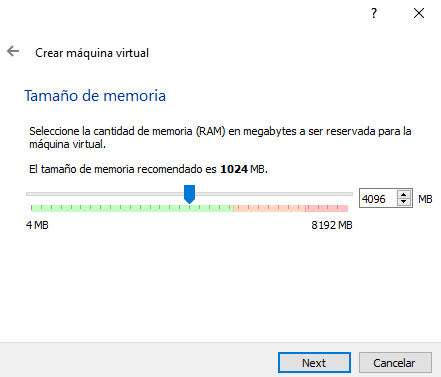 ?
Crear máquina virtual
Tamaño de memoria
Seleccione la cantidad de memoria (RAM) en megabytes a ser reservada para la
máquina virtual.
El tamaño de memoria recomendado es 1024 MB.
4096 MB
4 MB 8192 MB
Next Cancelar